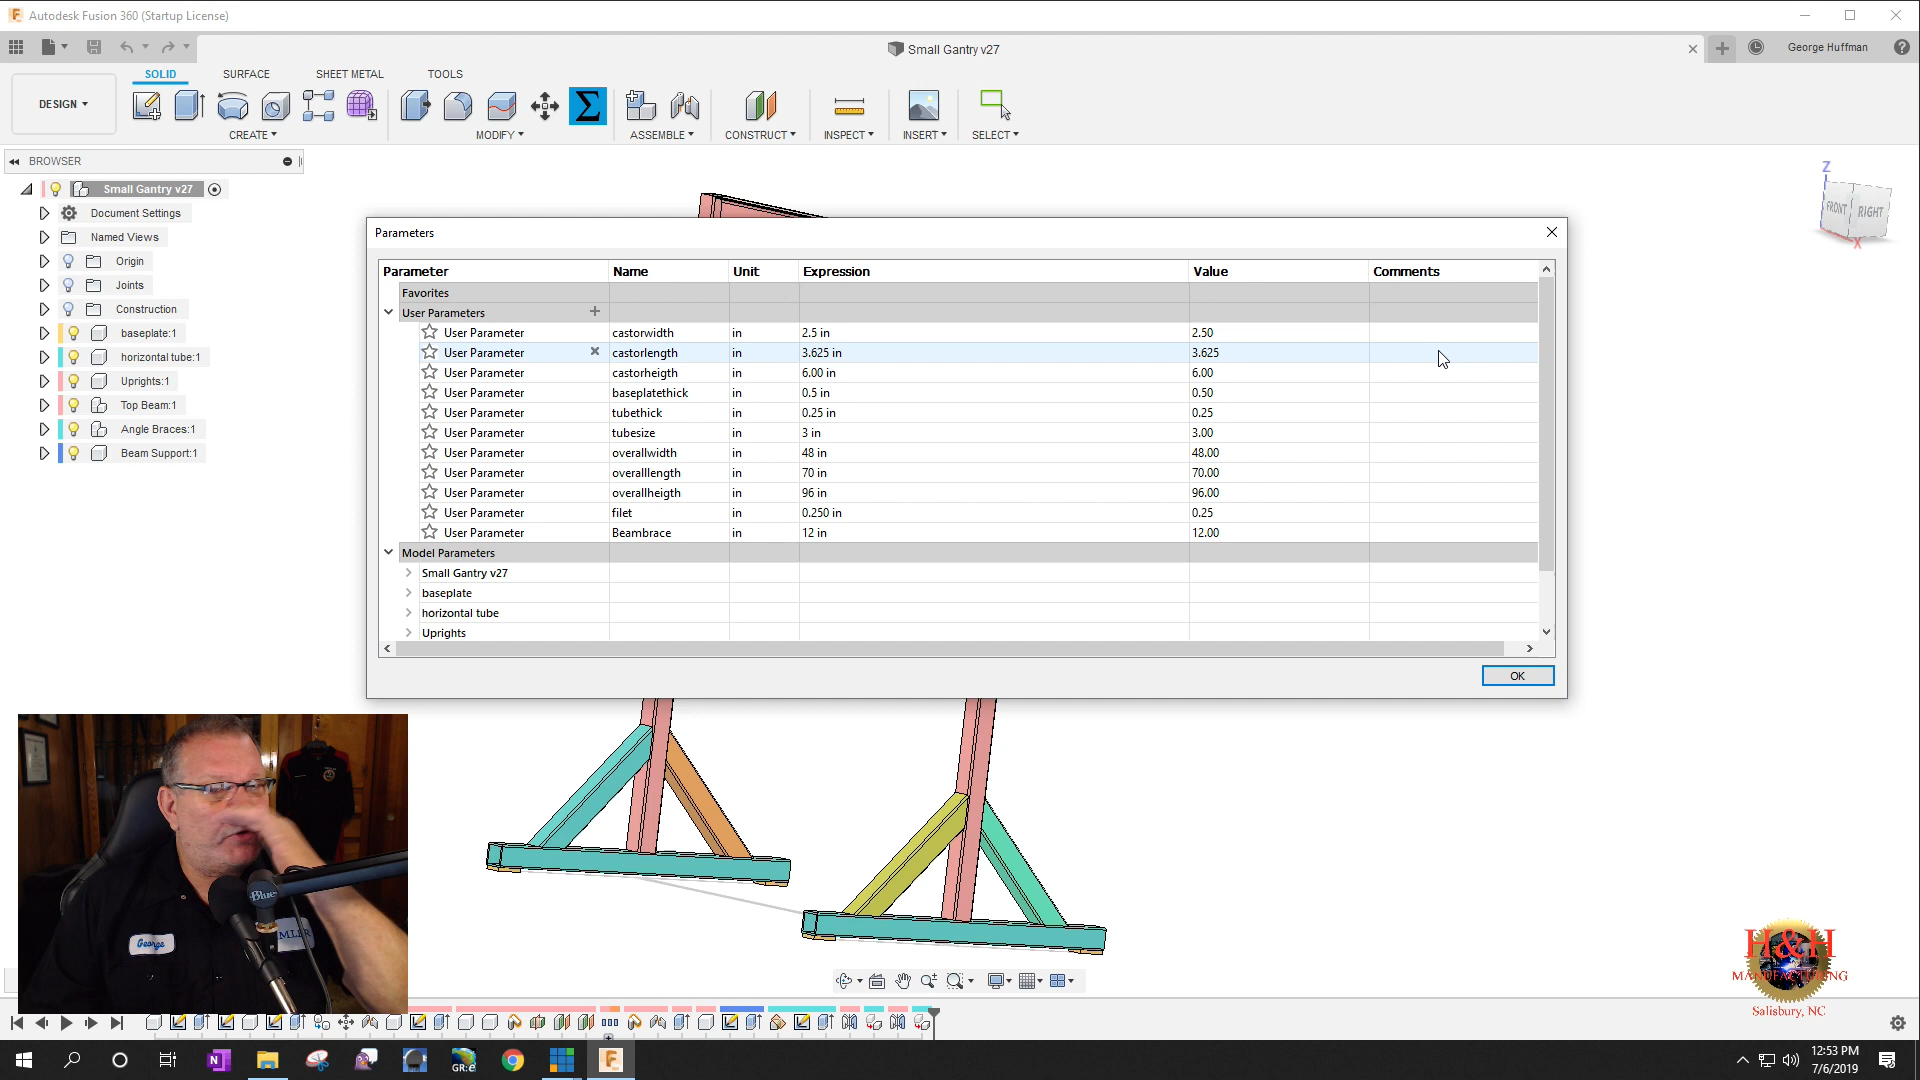 Autodesk Fusion 360 (Startup License)
Small Gantry v27
George Huffman
DESIGN
SOLID SURFACE SHEET METAL TOOLS
CREATE MODIFY ASSEMBLE CONSTRUCT INSPECT INSERT SELECT
BROWSER
Small Gantry v27
Document Settings
Named Views
Origin
Joints
Construction
baseplate:1
horizontal tube:1
Uprights:1
Top Beam:1
Angle Braces:1
Beam Support:1
Z
FRONT RIGHT
X
Parameters
Parameter Name Unit Expression Value Comments
Favorites
User Parameters
User Parameter castorwidth in 2.5 in 2.50
User Parameter castorlength in 3.625 in 3.625
User Parameter castorheigth in 6.00 in 6.00
User Parameter baseplatethick in 0.5 in 0.50
User Parameter tubethick in 0.25 in 0.25
User Parameter tubesize in 3 in 3.00
User Parameter overallwidth in 48 in 48.00
User Parameter overalllength in 70 in 70.00
User Parameter overallheigth in 96 in 96.00
User Parameter filet in 0.250 in 0.25
User Parameter Beambrace in 12 in 12.00
Model Parameters
Small Gantry v27
baseplate
horizontal tube
Uprights
OK
Blue
George
H&H
MANUFACTURING
Salisbury, NC
N
GR:e
F
12:53 PM
7/6/2019